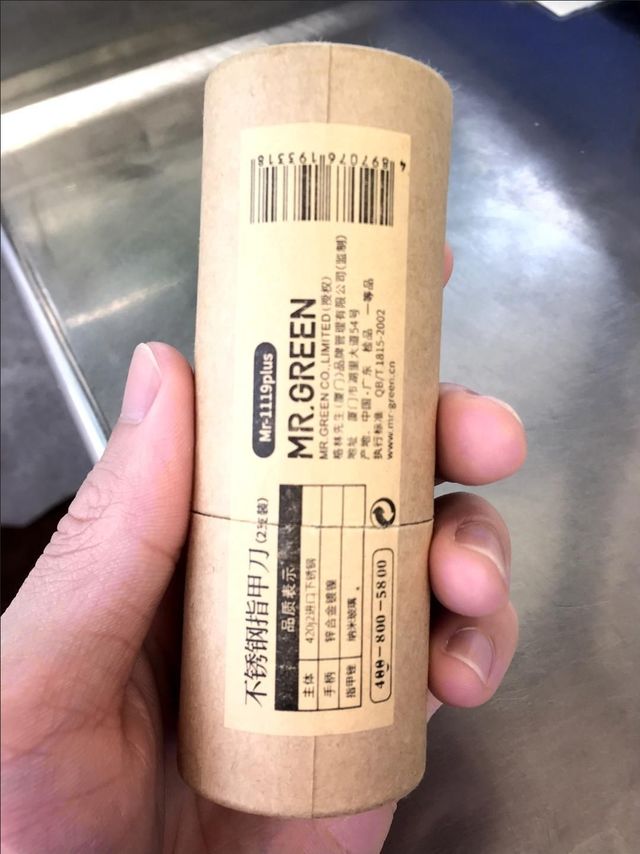 不锈钢指甲刀(2支装)
品质表示
主体 420j2进口不锈钢
手柄 锌合金镀镍
指甲锉 纳米玻璃
400-800-5800
Mr-1119plus
MR.GREEN
MR.GREEN CO.,LIMITED(授权)
格林先生(厦门)品牌管理有限公司(监制)
地址 厦门市湖里大道54号
产地. 中国·广东 检品 一等品
执行标准 QB/T 1815-2002
www.mr-green.cn
4897076193318